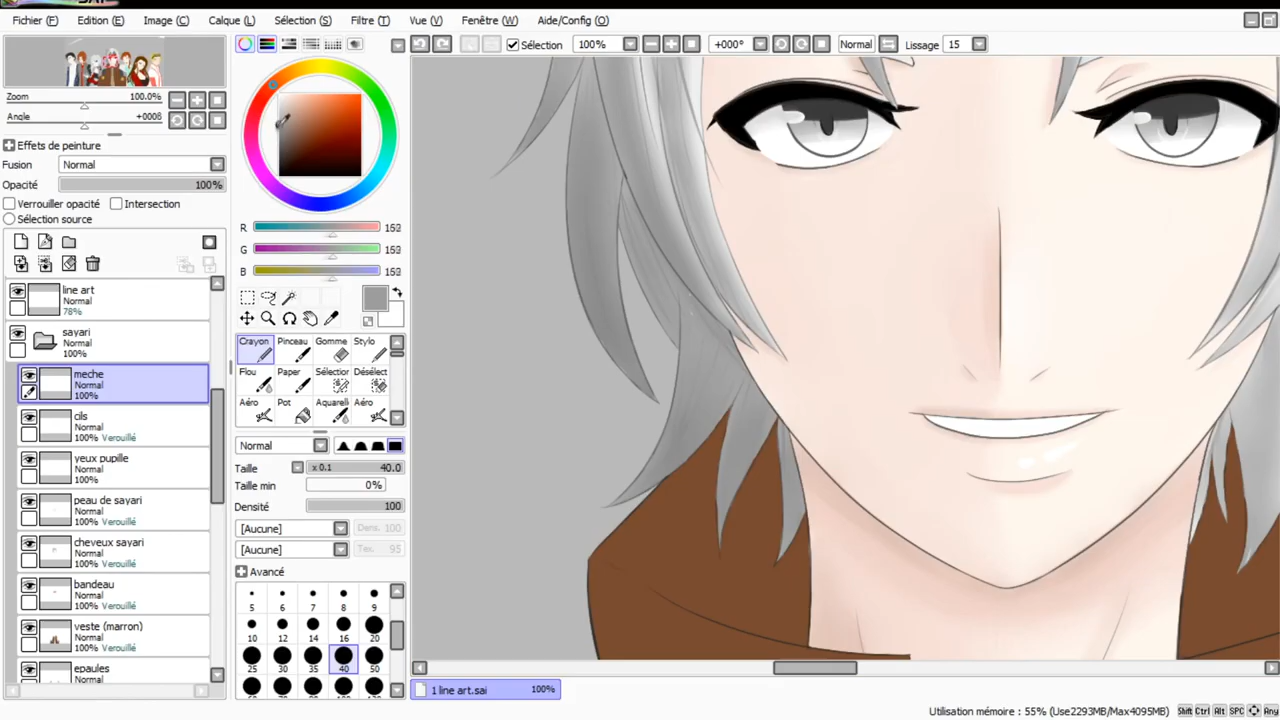 Fichier (F) Edition (E) Image (C) Calque (L) Sélection (S) Filtre (T) Vue (V) Fenêtre (W) Aide/Config (O)
Sélection 100% +000° Normal Lissage 15
Zoom 100.0%
Angle
Effets de peinture
Fusion Normal
Opacité 100%
Verrouiller opacité Intersection
Sélection source
line art
Normal
78%
sayari
Normal
100%
meche
Normal
100%
cils
Normal
100% Verouillé
yeux pupille
Normal
100%
peau de sayari
Normal
100% Verouillé
cheveux sayari
Normal
100% Verouillé
bandeau
Normal
100% Verouillé
veste (marron)
Normal
100% Verouillé
epaules
Normal
R
G
B
Crayon Pinceau Gomme Stylo
Flou Paper Sélection Désélect
Aéro Pot Aquarell Aéro
Normal
Taille x 0.1 40.0
Taille min 0%
Densité 100
[Aucune] Dens. 100
[Aucune] Tex. 95
Avancé
5 6 7 8 9
10 12 14 16 20
25 30 35 40 50
1 line art.sai 100%
Utilisation mémoire : 55% (Use2293MB/Max4095MB) Shift Ctrl Alt SPC Any